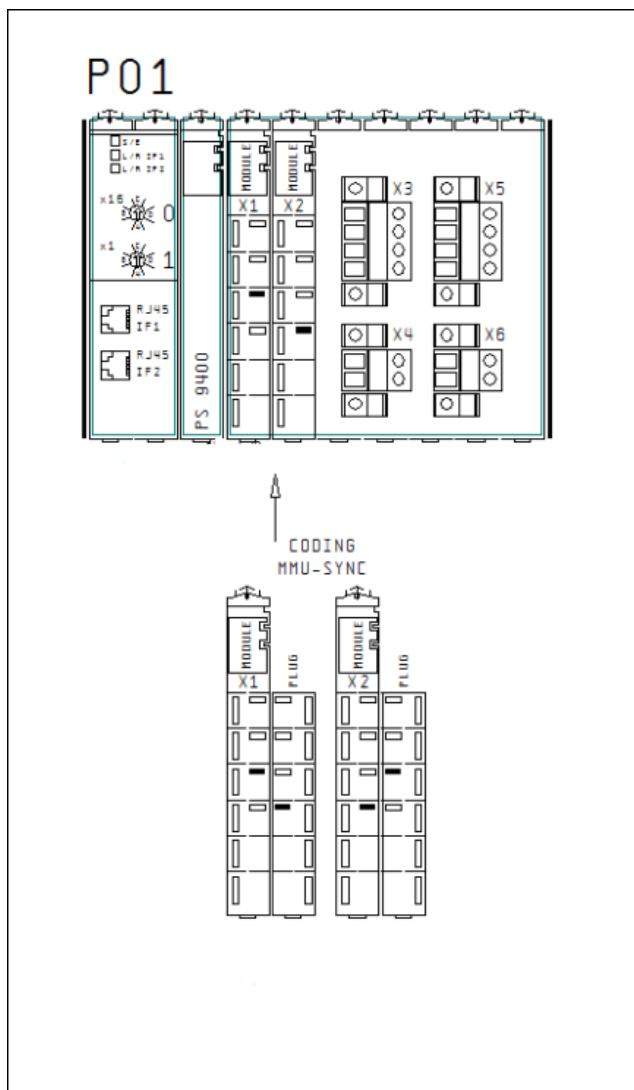 P01
S/E
L/A IF1
L/A IF2
x16 0
x1 1
RJ45
IF1
RJ45
IF2
PS 9400
MODULE
X1
MODULE
X2
X3
X5
X4
X6
CODING
MMU-SYNC
MODULE
X1
PLUG
MODULE
X2
PLUG